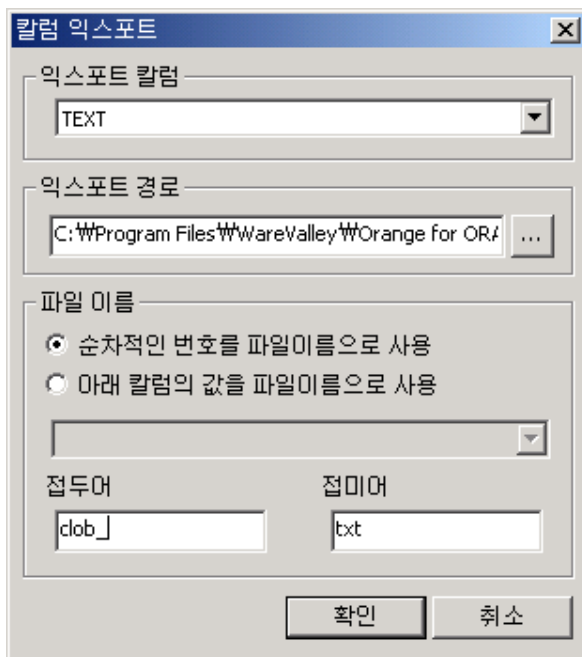 칼럼 익스포트
익스포트 칼럼
TEXT
익스포트 경로
C:₩Program Files₩WareValley₩Orange for ORA
...
파일 이름
순차적인 번호를 파일이름으로 사용
아래 칼럼의 값을 파일이름으로 사용
접두어 접미어
clob_ txt
확인 취소